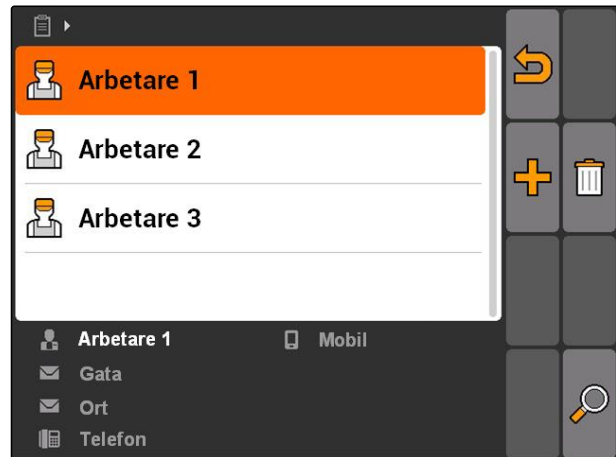 Arbetare 1
Arbetare 2
Arbetare 3
Arbetare 1 Mobil
Gata
Ort
Telefon